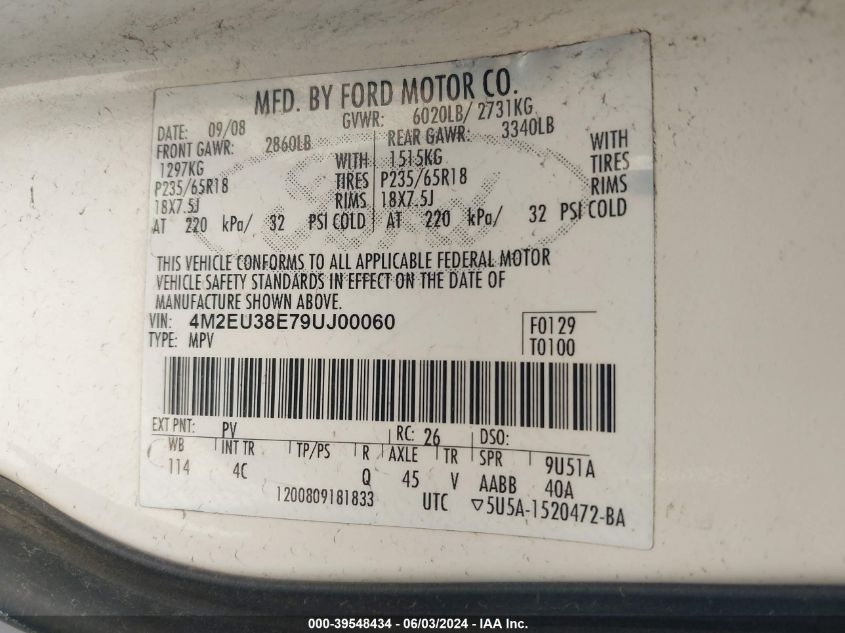 MFD. BY FORD MOTOR CO.
DATE: 09/08 GVWR: 6020LB/ 2731KG
FRONT GAWR: 2860LB REAR GAWR: 3340LB
1297KG WITH 1515KG WITH
P235/65R18 TIRES P235/65R18 TIRES
18X7.5J RIMS 18X7.5J RIMS
AT 220 kPa/ 32 PSI COLD AT 220 kPa/ 32 PSI COLD
THIS VEHICLE CONFORMS TO ALL APPLICABLE FEDERAL MOTOR
VEHICLE SAFETY STANDARDS IN EFFECT ON THE DATE OF
MANUFACTURE SHOWN ABOVE.
VIN: 4M2EU38E79UJ00060 F0129
TYPE: MPV T0100
EXT PNT: PV RC: 26 DSO:
WB INT TR TP/PS R AXLE TR SPR 9U51A
114 4C Q 45 V AABB 40A
1200809181833 UTC ▽5U5A-1520472-BA
000-39548434 / 06/03/2024 - IAA Inc.